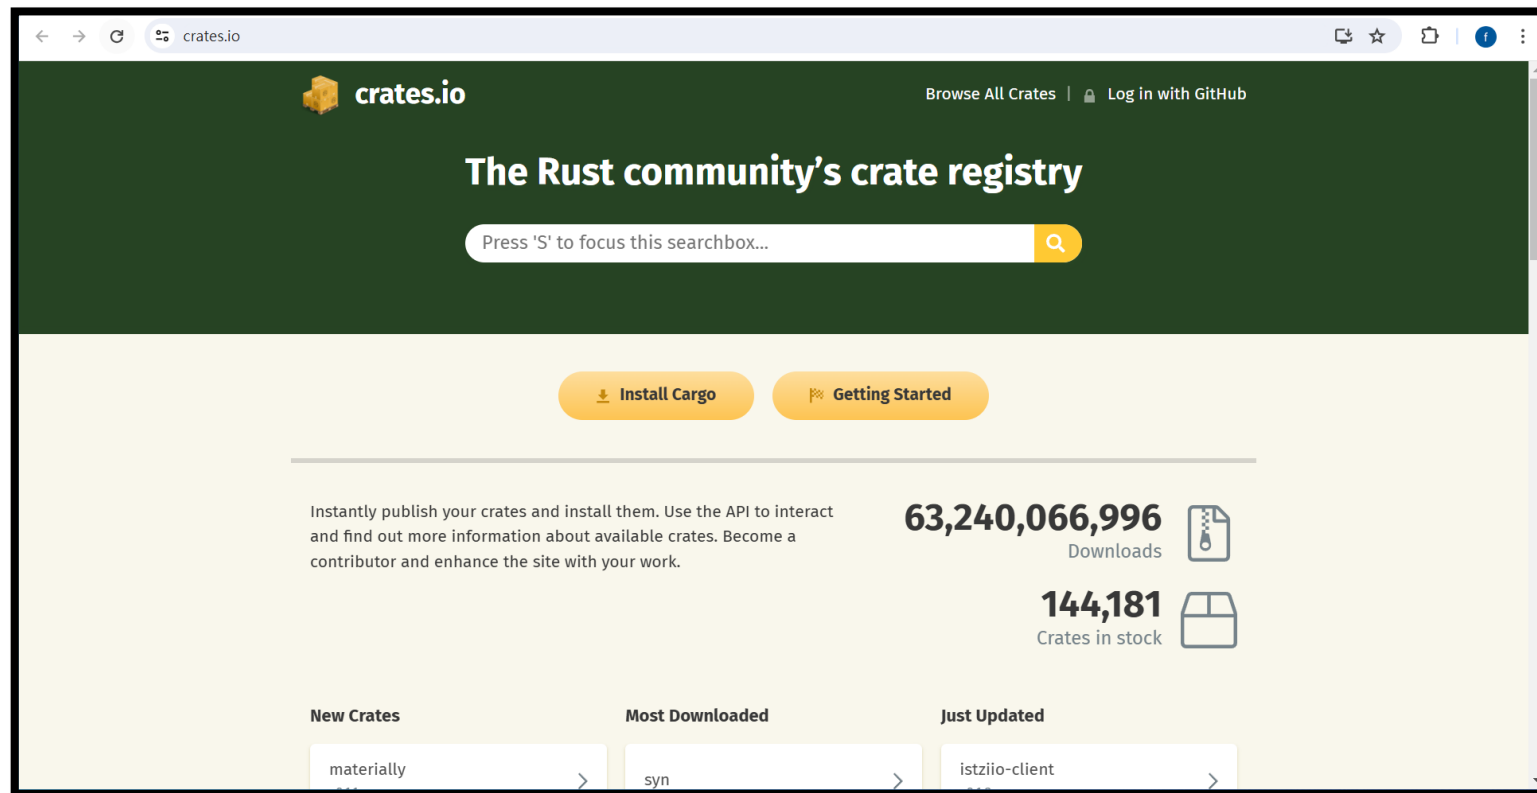 crates.io
f
crates.io
Browse All Crates | Log in with GitHub
The Rust community's crate registry
Press 'S' to focus this searchbox...
Install Cargo
Getting Started
Instantly publish your crates and install them. Use the API to interact
and find out more information about available crates. Become a
contributor and enhance the site with your work.
63,240,066,996
Downloads
144,181
Crates in stock
New Crates
Most Downloaded
Just Updated
materially
syn
istziio-client